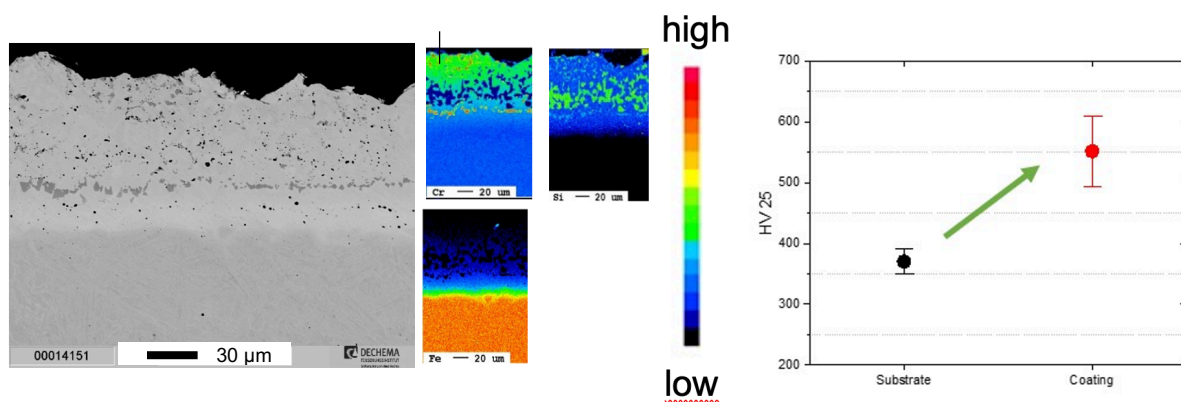 00014151
30 µm
DECHEMA
Cr — 20 um
Si — 20 um
Fe — 20 um
high
low
HV 25
700
600
500
400
300
200
Substrate
Coating